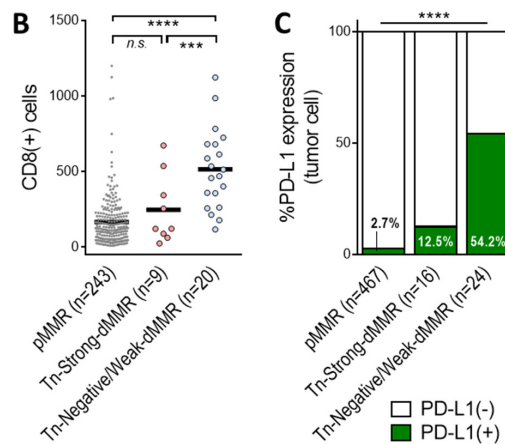 B
****
n.s.
***
1500
1000
500
0
CD8(+) cells
pMMR (n=243)
Tn-Strong-dMMR (n=9)
Tn-Negative/Weak-dMMR (n=20)
C
****
100
50
0
%PD-L1 expression
(tumor cell)
2.7%
12.5%
54.2%
pMMR (n=467)
Tn-Strong-dMMR (n=16)
Tn-Negative/Weak-dMMR (n=24)
PD-L1(-)
PD-L1(+)